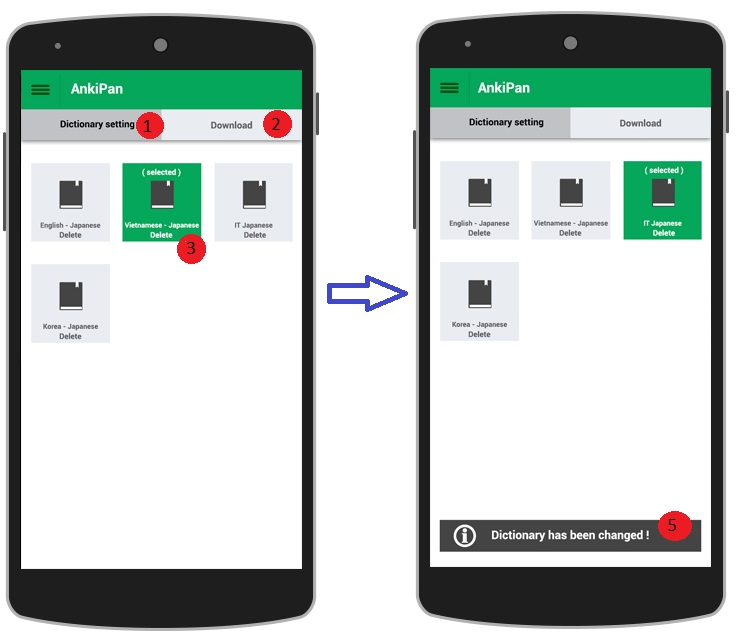 AnkiPan
Dictionary setting 1
Download 2
( selected )
English - Japanese
Delete
Vietnamese - Japanese
Delete
3
IT Japanese
Delete
Korea - Japanese
Delete
AnkiPan
Dictionary setting
Download
( selected )
English - Japanese
Delete
Vietnamese - Japanese
Delete
IT Japanese
Delete
Korea - Japanese
Delete
Dictionary has been changed !
5